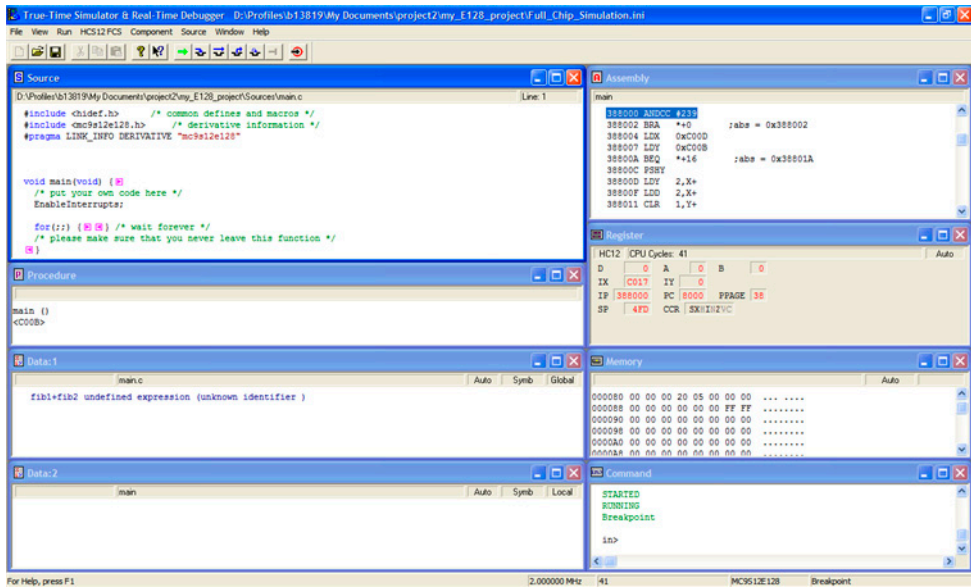 True-Time Simulator & Real-Time Debugger D:\Profiles\b13819\My Documents\project2\my_E128_project\Full_Chip_Simulation.ini
File View Run HCS12FCS Component Source Window Help
Source
D:\Profiles\b13819\My Documents\project2\my_E128_project\Sources\main.c Line: 1
#include <hidef.h> /* common defines and macros */
#include <mc9s12e128.h> /* derivative information */
#pragma LINK_INFO DERIVATIVE "mc9s12e128"
void main(void) {
/* put your own code here */
EnableInterrupts;
for(;;) { } /* wait forever */
/* please make sure that you never leave this function */
}
Assembly
main
388000 ANDCC #239
388002 BRA *+0 ;abs = 0x388002
388004 LDX 0xC00D
388007 LDY 0xC00B
38800A BEQ *+16 ;abs = 0x38801A
38800C PSHY
38800D LDY 2,X+
38800F LDD 2,X+
388011 CLR 1,Y+
Register
HC12 CPU Cycles: 41 Auto
D 0 A 0 B 0
IX C017 IY 0
IP 388000 PC 8000 PPAGE 38
SP 4FD CCR SXHINZVC
Procedure
main ()
<C00B>
Data:1
main.c Auto Symb Global
fib1+fib2 undefined expression (unknown identifier )
Memory
Auto
000080 00 00 00 20 05 00 00 00 ... ....
000088 00 00 00 00 00 00 FF FF ........
000090 00 00 00 00 00 00 00 00 ........
000098 00 00 00 00 00 00 00 00 ........
0000A0 00 00 00 00 00 00 00 00 ........
0000A8 00 00 00 00 00 00 00 00 ........
Data:2
main Auto Symb Local
Command
STARTED
RUNNING
Breakpoint
in>
For Help, press F1 2.000000 MHz 41 MC9S12E128 Breakpoint